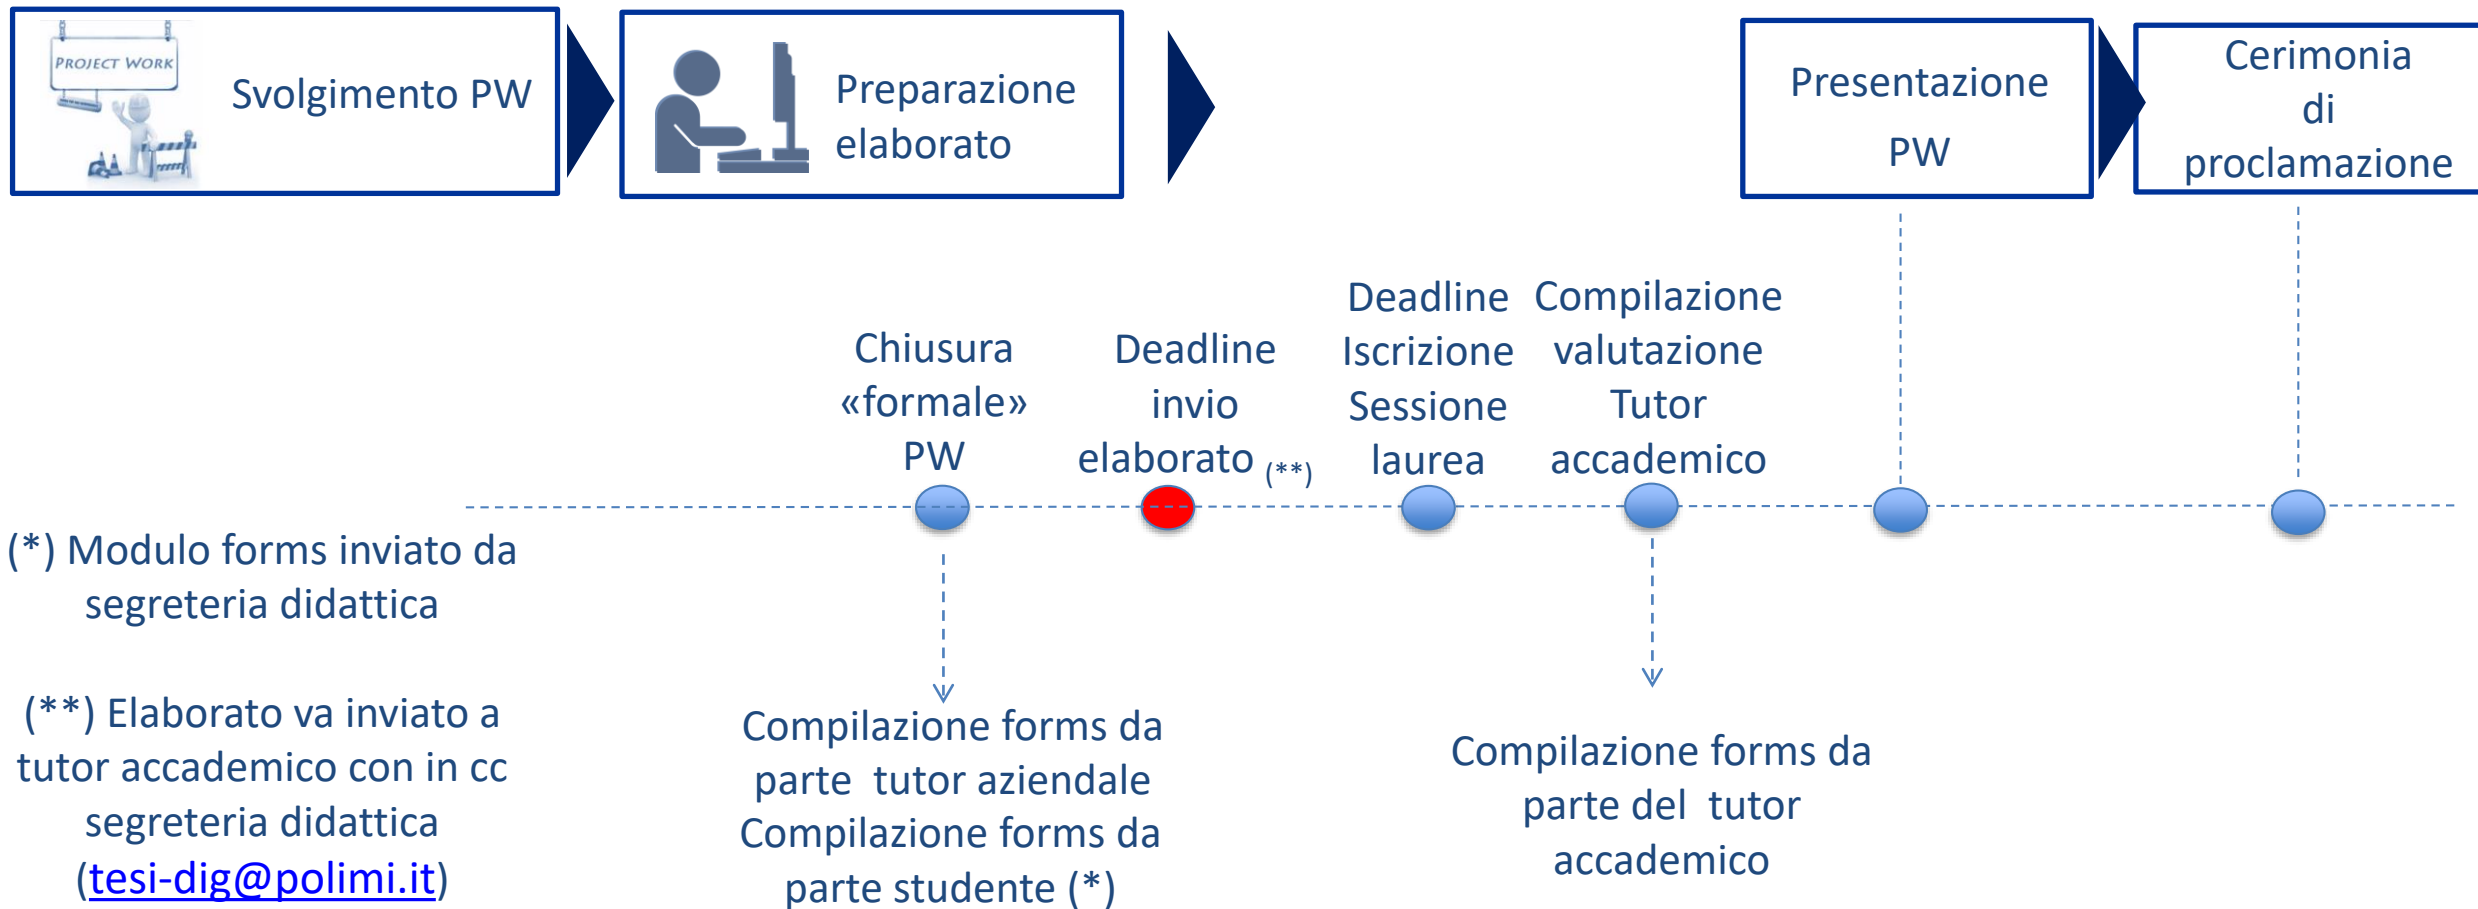 PROJECT WORK
Svolgimento PW
Preparazione
elaborato
Presentazione
PW
Cerimonia
di
proclamazione
Chiusura
«formale»
PW
Deadline
invio
elaborato (**)
Deadline
Iscrizione
Sessione
laurea
Compilazione
valutazione
Tutor
accademico
(*) Modulo forms inviato da
segreteria didattica
(**) Elaborato va inviato a
tutor accademico con in cc
segreteria didattica
(tesi-dig@polimi.it)
Compilazione forms da
parte tutor aziendale
Compilazione forms da
parte studente (*)
Compilazione forms da
parte del tutor
accademico